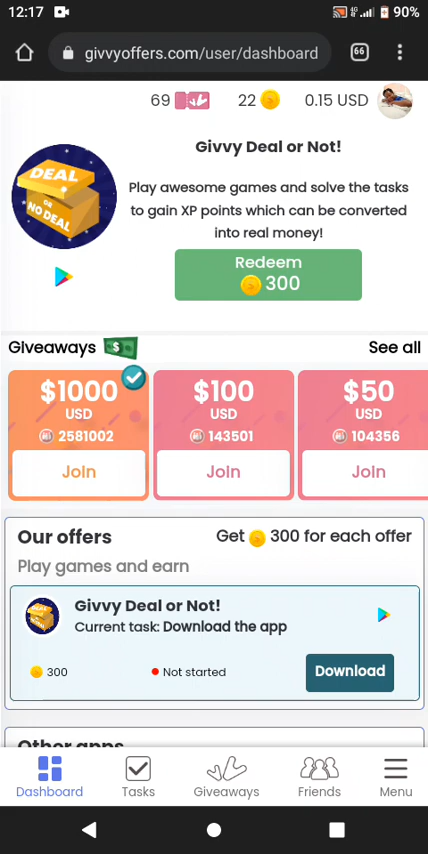 12:17
4G
90%
givvyoffers.com/user/dashboard
66
69
22
0.15 USD
DEAL
OR
NO DEAL
Givvy Deal or Not!
Play awesome games and solve the tasks
to gain XP points which can be converted
into real money!
Redeem
300
Giveaways
See all
$1000
USD
2581002
Join
$100
USD
143501
Join
$50
USD
104356
Join
Our offers
Get 300 for each offer
Play games and earn
Givvy Deal or Not!
Current task: Download the app
300
Not started
Download
Other apps
Dashboard
Tasks
Giveaways
Friends
Menu